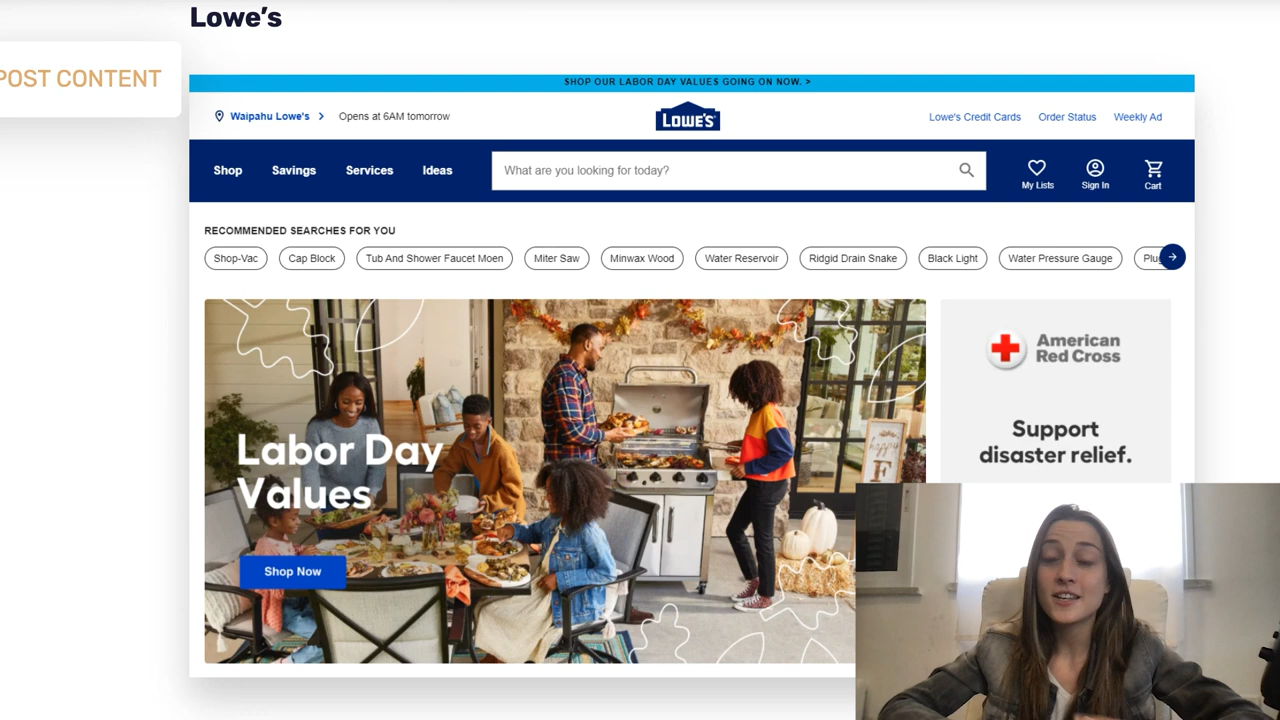 Lowe's
POST CONTENT
SHOP OUR LABOR DAY VALUES GOING ON NOW. >
Waipahu Lowe's > Opens at 6AM tomorrow
LOWE'S
Lowe's Credit Cards Order Status Weekly Ad
Shop Savings Services Ideas
What are you looking for today?
My Lists Sign In Cart
RECOMMENDED SEARCHES FOR YOU
Shop-Vac Cap Block Tub And Shower Faucet Moen Miter Saw Minwax Wood Water Reservoir Ridgid Drain Snake Black Light Water Pressure Gauge
American
Red Cross
Support
disaster relief.
Labor Day
Values
Shop Now
happy